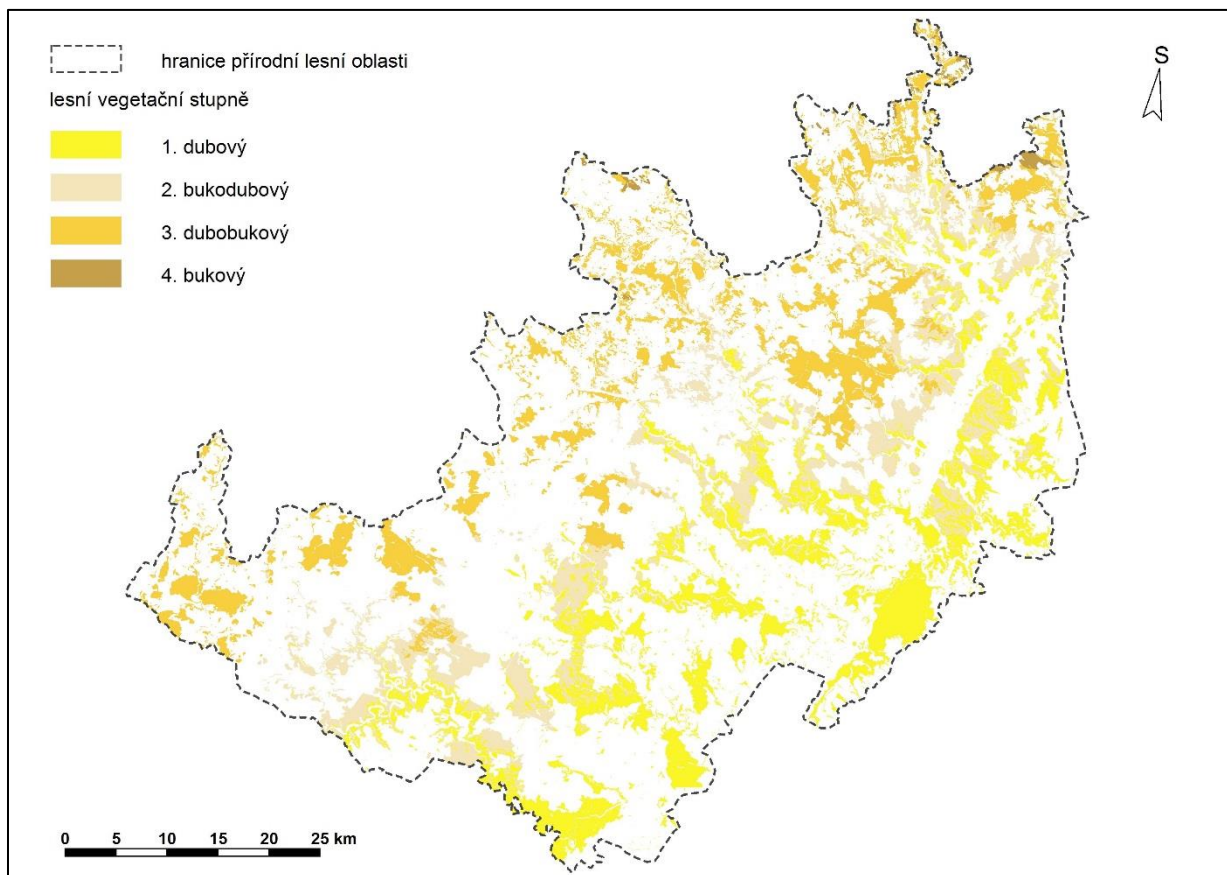 hranice přírodní lesní oblasti
lesní vegetační stupně
1. dubový
2. bukodubový
3. dubobukový
4. bukový
S
0 5 10 15 20 25 km